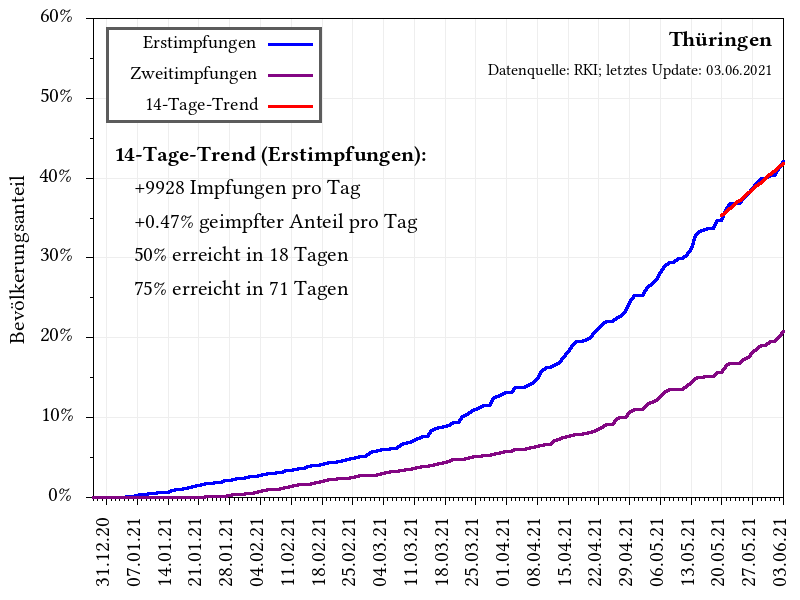 60%
50%
40%
30%
20%
10%
0%
Bevölkerungsanteil
Erstimpfungen
Zweitimpfungen
14-Tage-Trend
Thüringen
Datenquelle: RKI; letztes Update: 03.06.2021
14-Tage-Trend (Erstimpfungen):
+9928 Impfungen pro Tag
+0.47% geimpfter Anteil pro Tag
50% erreicht in 18 Tagen
75% erreicht in 71 Tagen
31.12.20
07.01.21
14.01.21
21.01.21
28.01.21
04.02.21
11.02.21
18.02.21
25.02.21
04.03.21
11.03.21
18.03.21
25.03.21
01.04.21
08.04.21
15.04.21
22.04.21
29.04.21
06.05.21
13.05.21
20.05.21
27.05.21
03.06.21